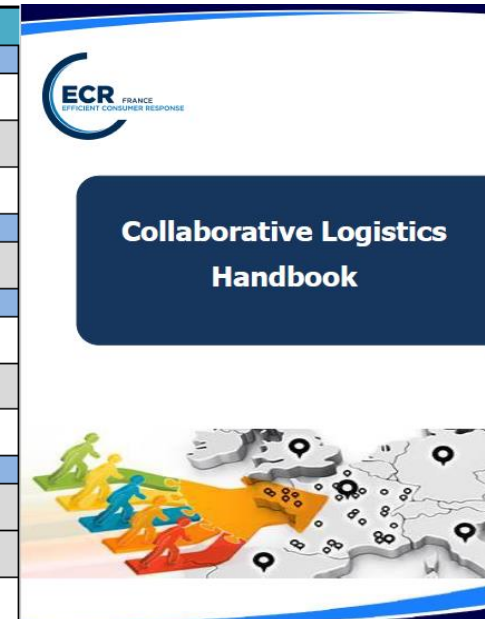 ECR FRANCE
EFFICIENT CONSUMER RESPONSE
Collaborative Logistics
Handbook